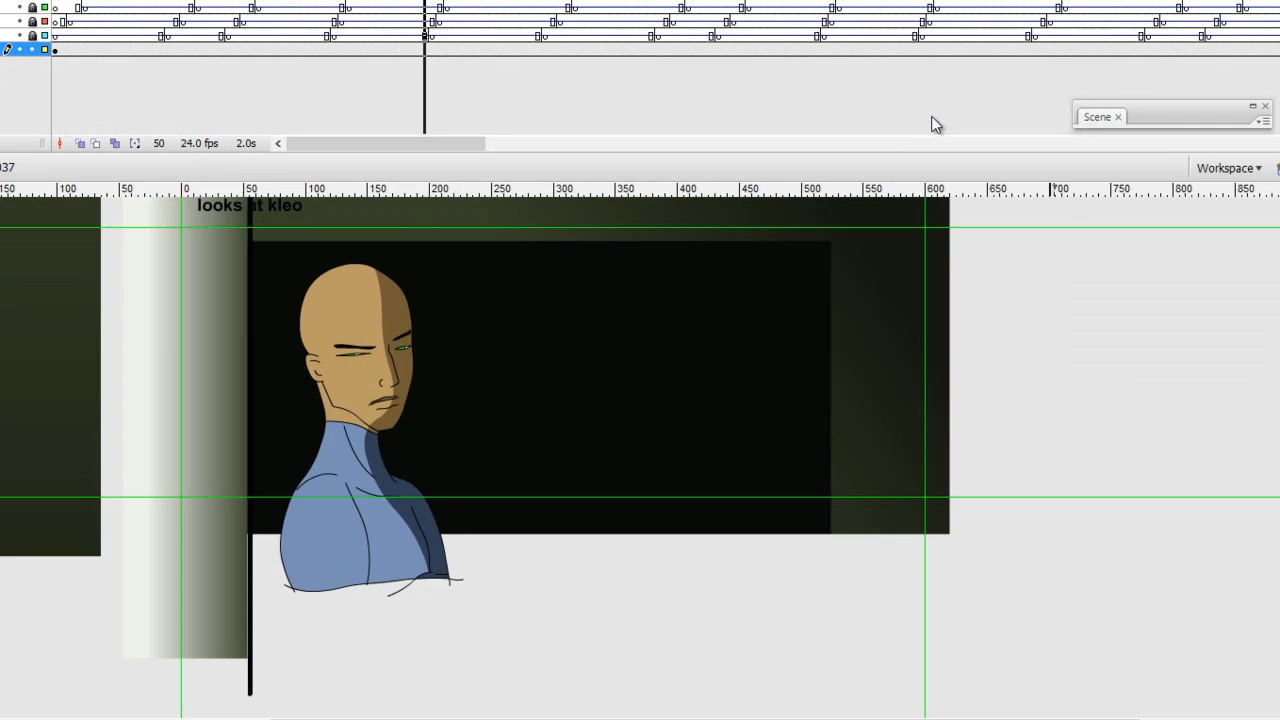 Scene
50 24.0 fps 2.0s
037 Workspace
150 100 50 0 50 100 150 200 250 300 350 400 450 500 550 600 650 700 750 800 850
looks at kleo